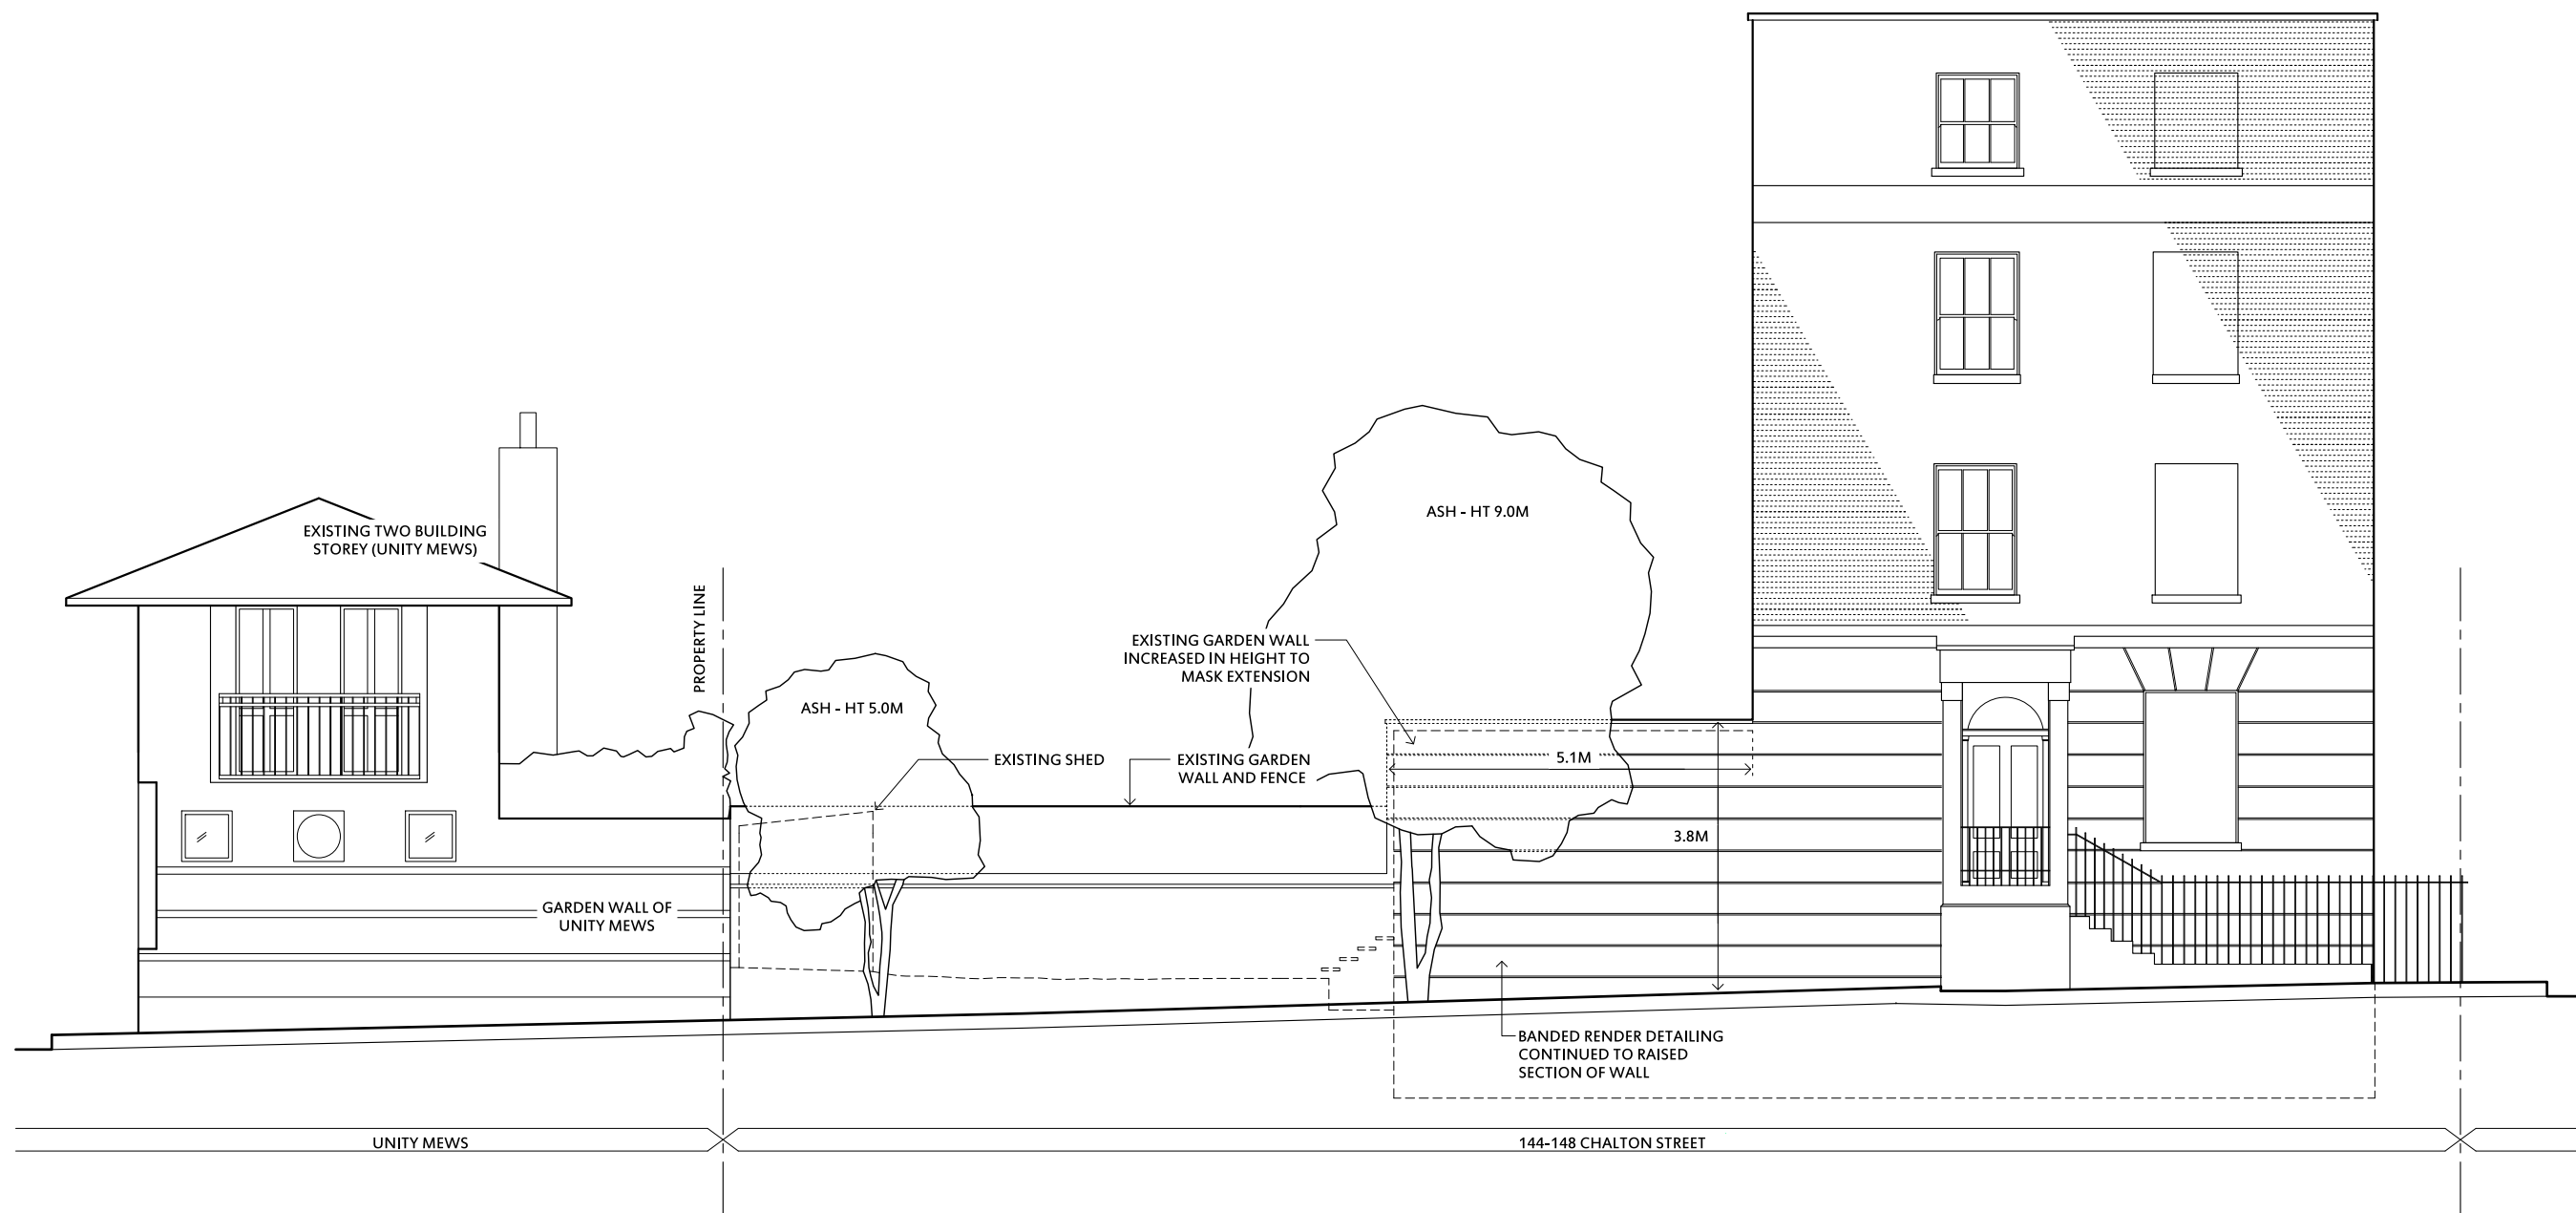 EXISTING TWO BUILDING
STOREY (UNITY MEWS)
PROPERTY LINE
ASH - HT 5.0M
ASH - HT 9.0M
EXISTING GARDEN WALL
INCREASED IN HEIGHT TO
MASK EXTENSION
EXISTING SHED
EXISTING GARDEN
WALL AND FENCE
5.1M
3.8M
GARDEN WALL OF
UNITY MEWS
BANDED RENDER DETAILING
CONTINUED TO RAISED
SECTION OF WALL
UNITY MEWS
144-148 CHALTON STREET